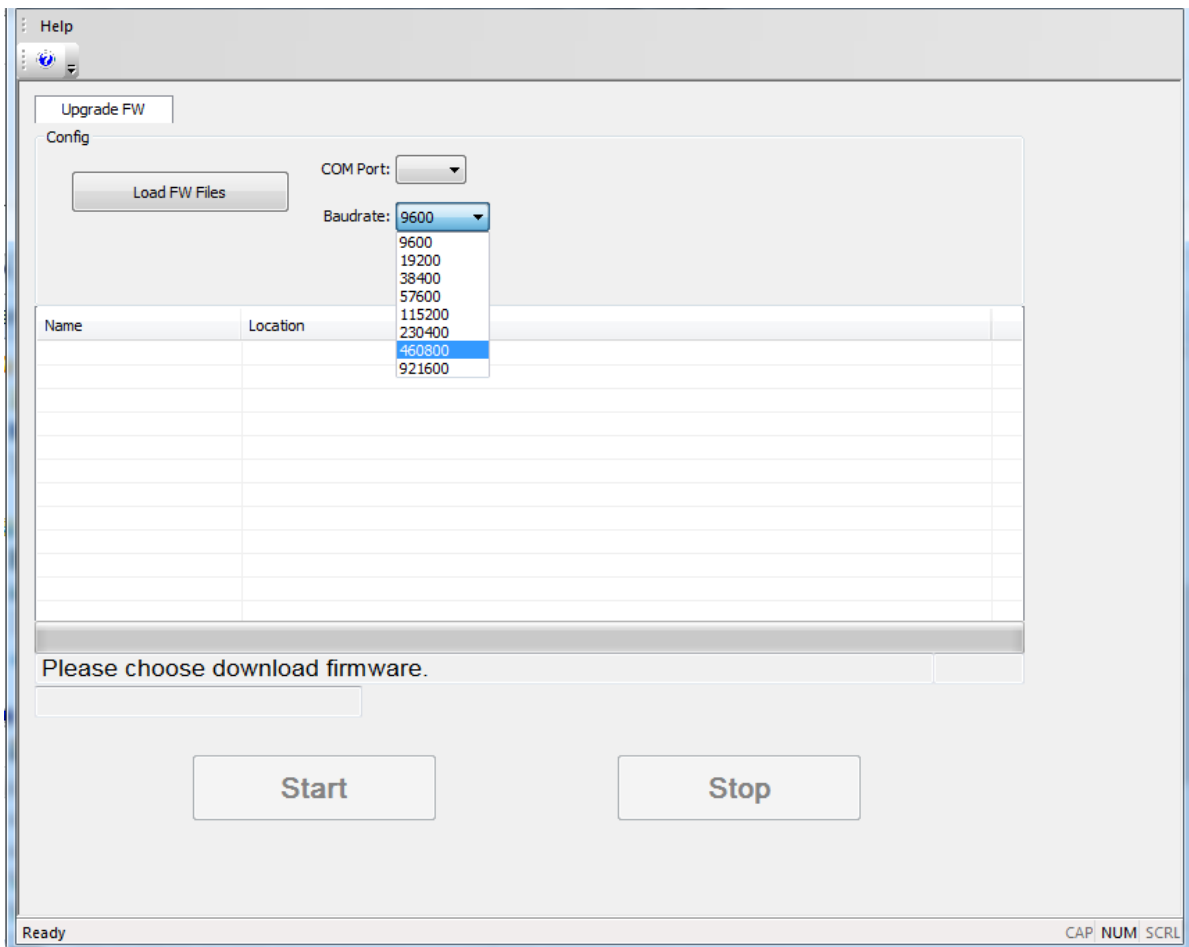 Help
Upgrade FW
Config
Load FW Files
COM Port:
Baudrate: 9600
9600
19200
38400
57600
115200
230400
460800
921600
Name Location
Please choose download firmware.
Start Stop
Ready CAP NUM SCRL